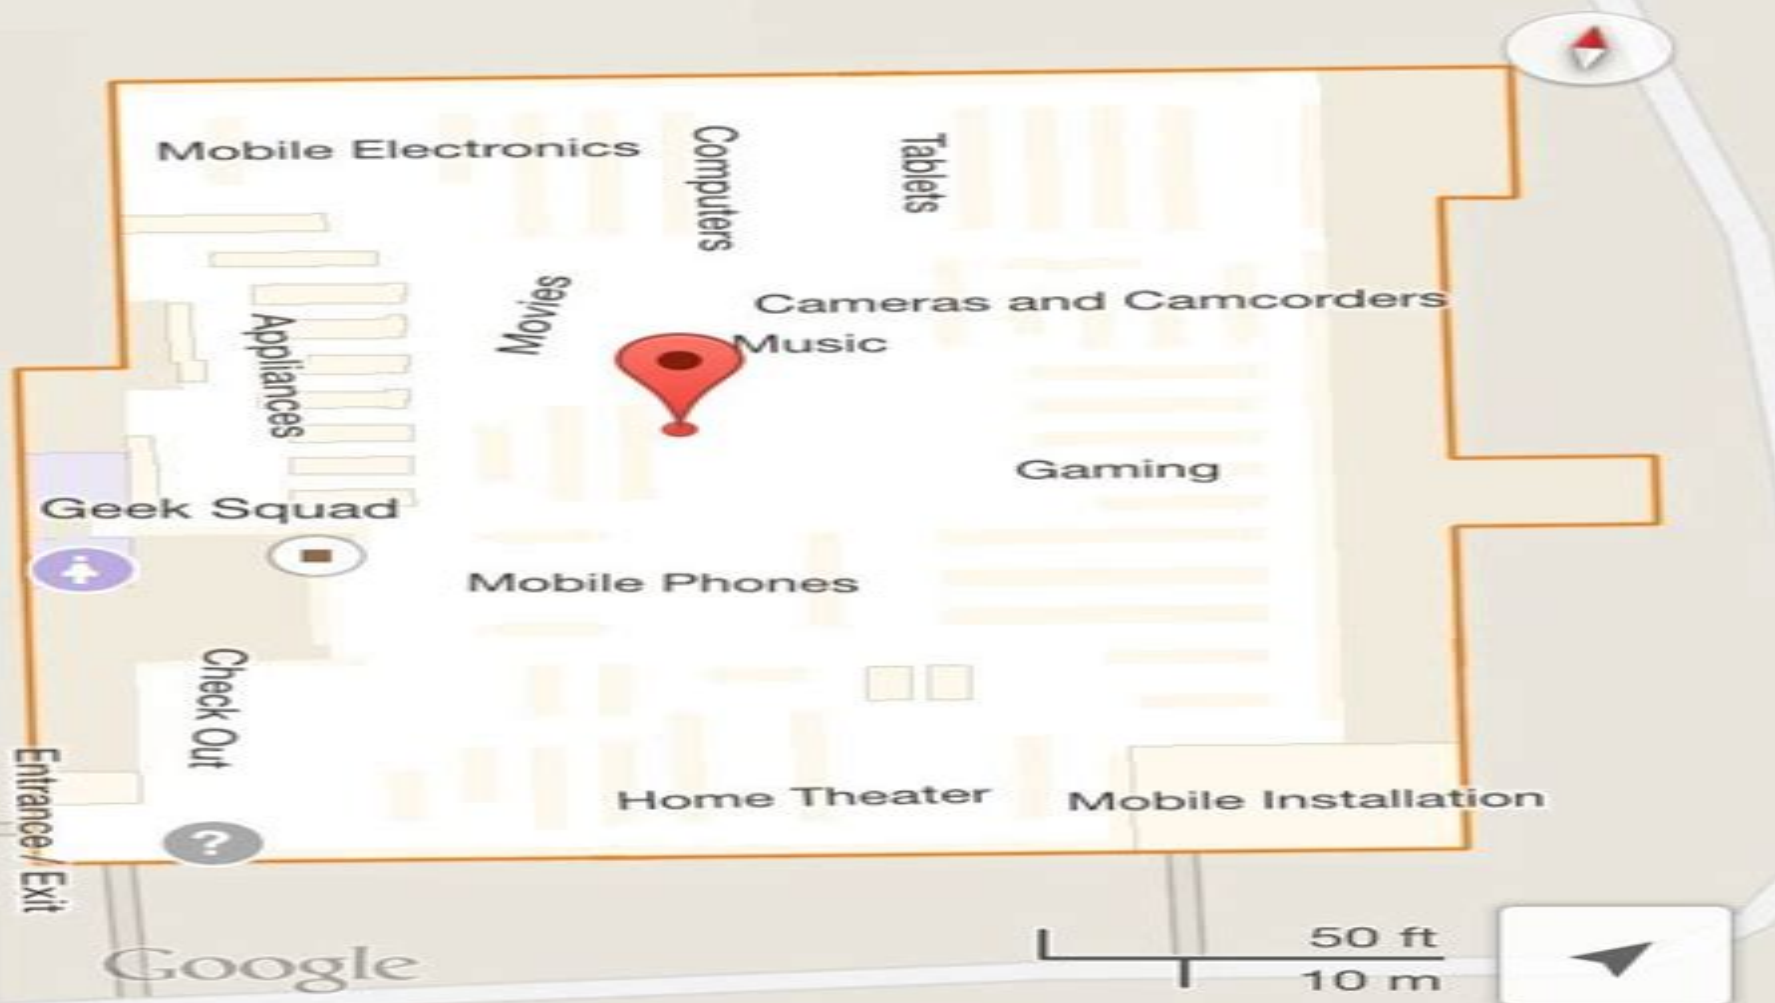 Mobile Electronics
Computers
Tablets
Movies
Cameras and Camcorders
Music
Appliances
Gaming
Geek Squad
Mobile Phones
Check Out
Entrance / Exit
Home Theater
Mobile Installation
?
Google
50 ft
10 m